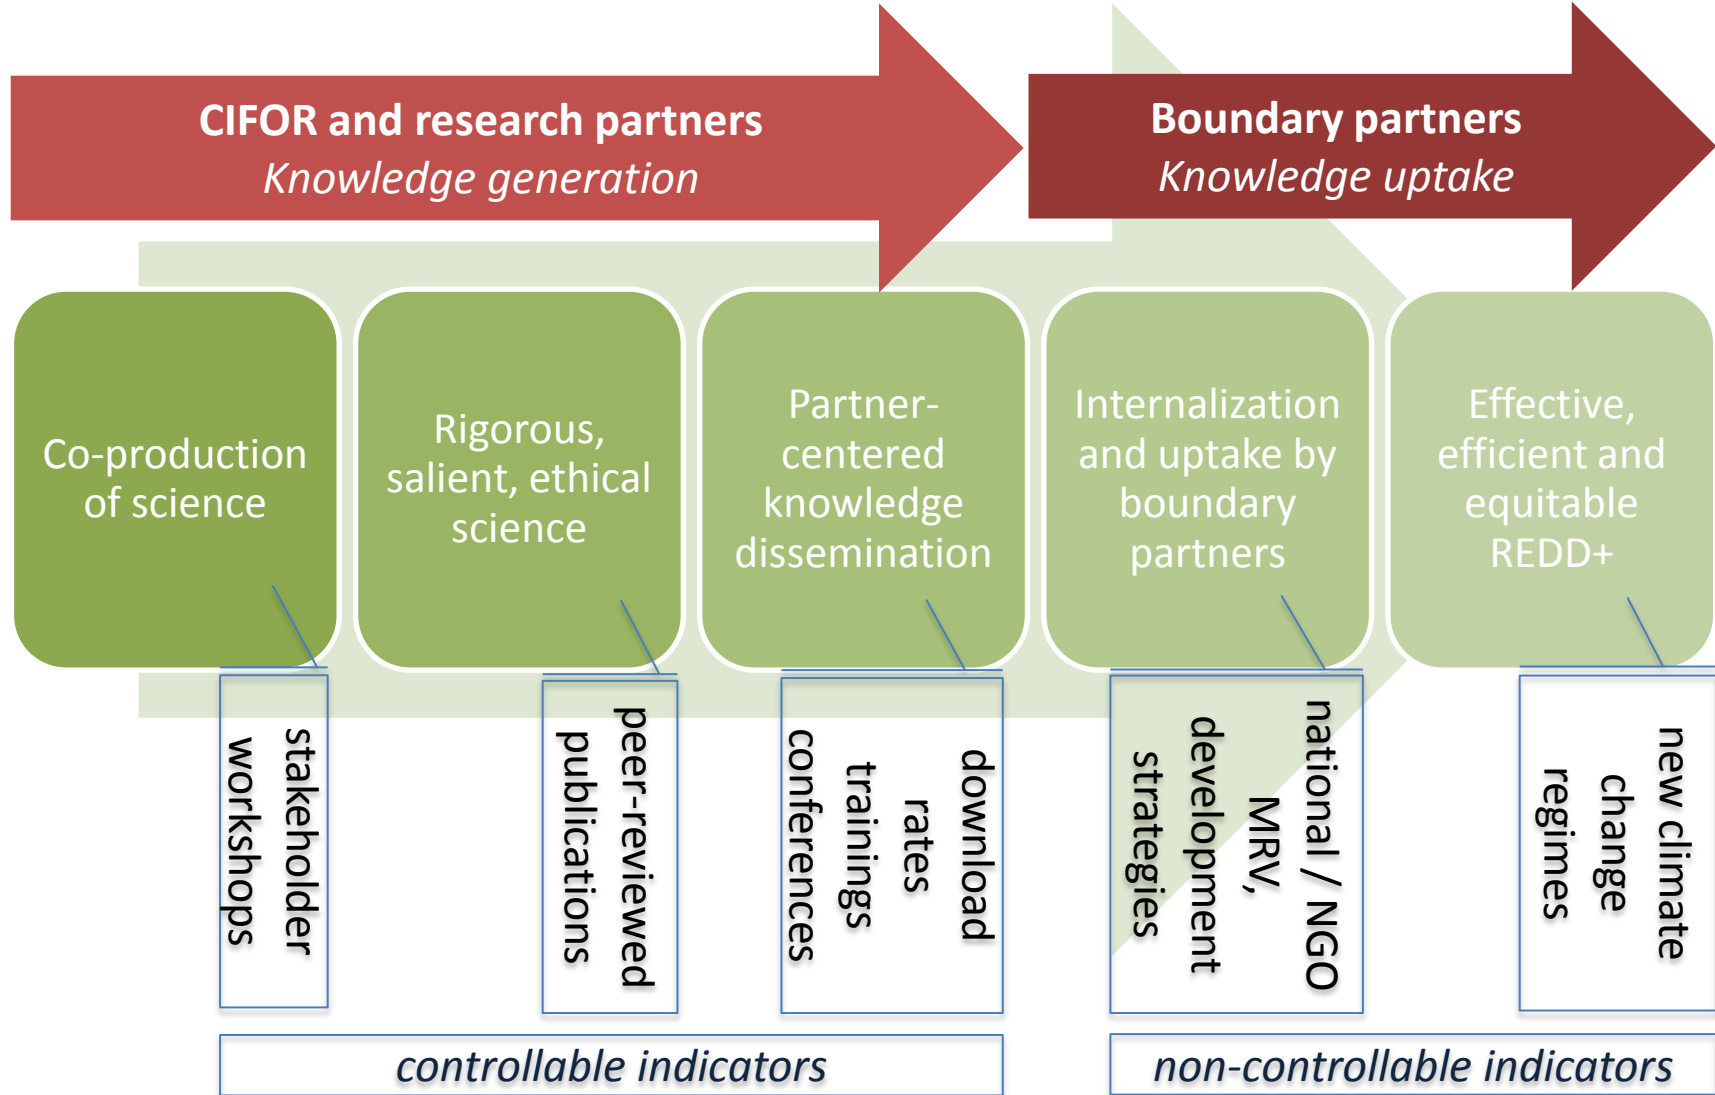 CIFOR and research partners
Knowledge generation
Boundary partners
Knowledge uptake
Co-production
of science
Rigorous,
salient, ethical
science
Partner-
centered
knowledge
dissemination
Internalization
and uptake by
boundary
partners
Effective,
efficient and
equitable
REDD+
stakeholder
workshops
peer-reviewed
publications
download
rates
trainings
conferences
national / NGO
MRV,
development
strategies
new climate
change
regimes
controllable indicators
non-controllable indicators